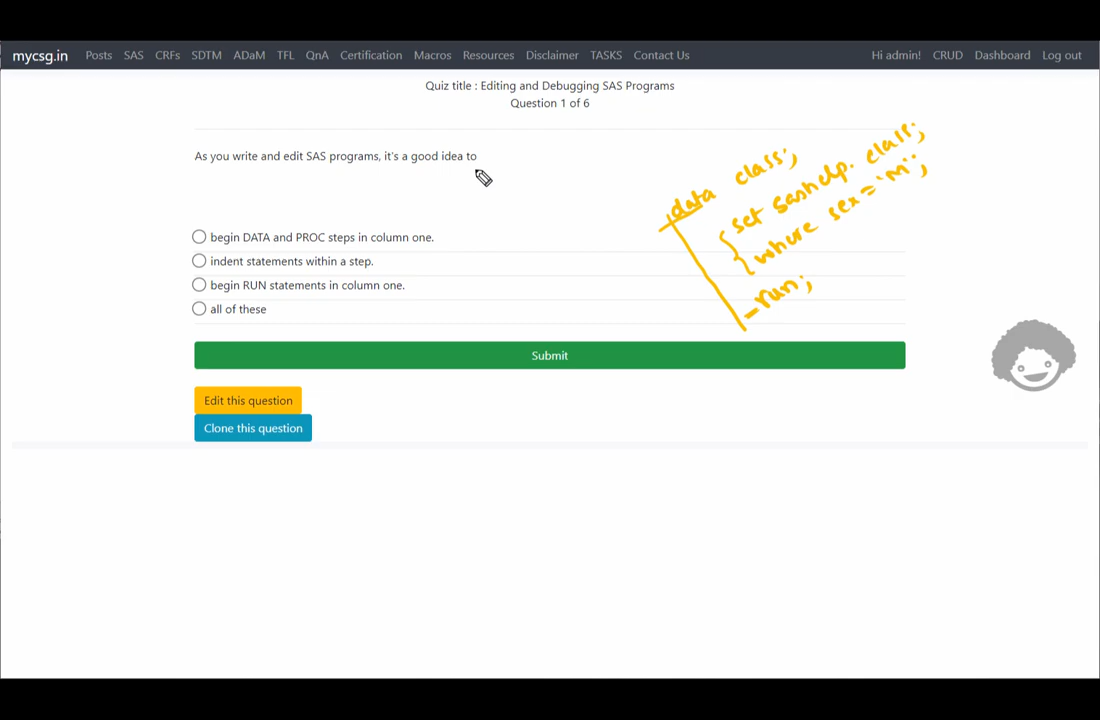 mycsg.in Posts SAS CRFs SDTM ADaM TFL QnA Certification Macros Resources Disclaimer TASKS Contact Us Hi admin! CRUD Dashboard Log out
Quiz title : Editing and Debugging SAS Programs
Question 1 of 6
As you write and edit SAS programs, it's a good idea to
data class;
set sashelp. class;
where sex='M';
run;
begin DATA and PROC steps in column one.
indent statements within a step.
begin RUN statements in column one.
all of these
Submit
Edit this question
Clone this question